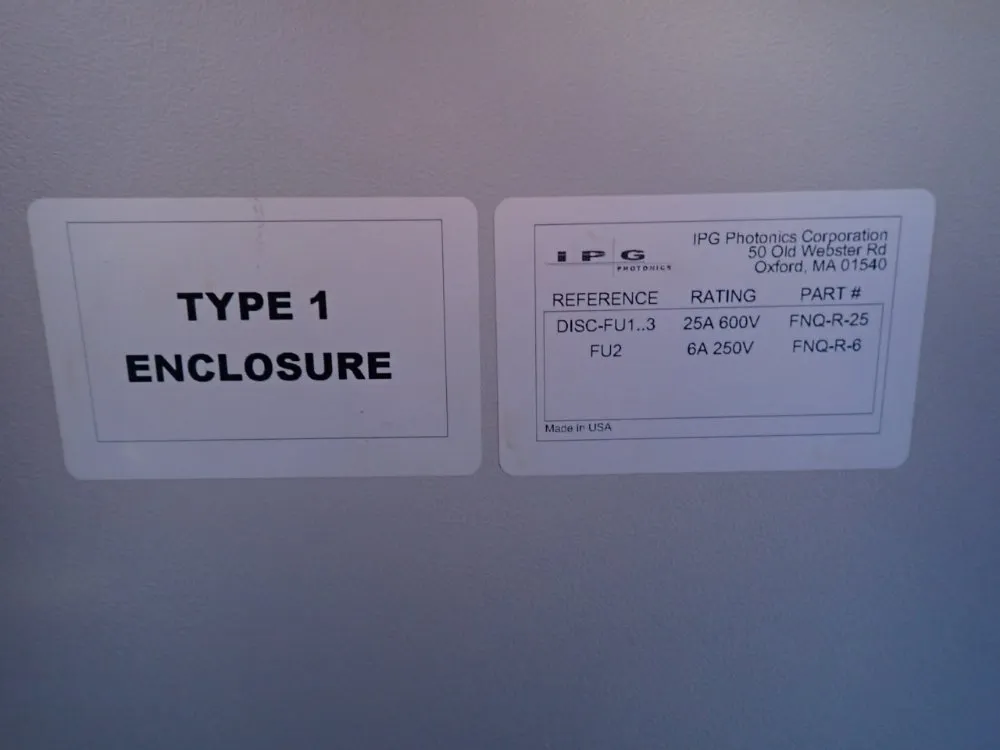 TYPE 1
ENCLOSURE
IPG
PHOTONICS
IPG Photonics Corporation
50 Old Webster Rd
Oxford, MA 01540
REFERENCE RATING PART #
DISC-FU1..3 25A 600V FNQ-R-25
FU2 6A 250V FNQ-R-6
Made in USA